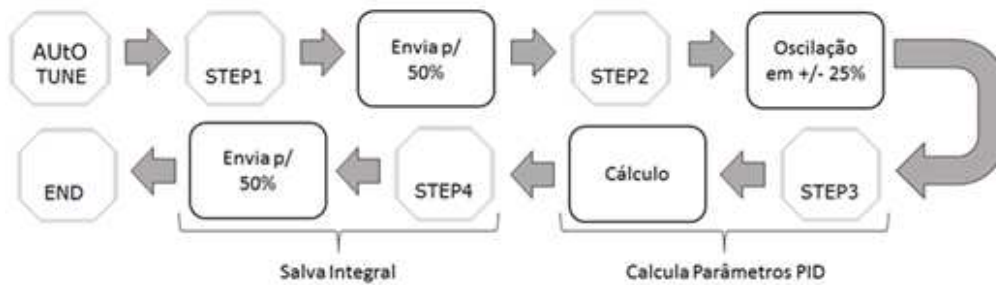 AUtO
TUNE
STEP1
Envia p/
50%
STEP2
Oscilação
em +/- 25%
STEP3
Cálculo
STEP4
Envia p/
50%
END
Salva Integral
Calcula Parâmetros PID